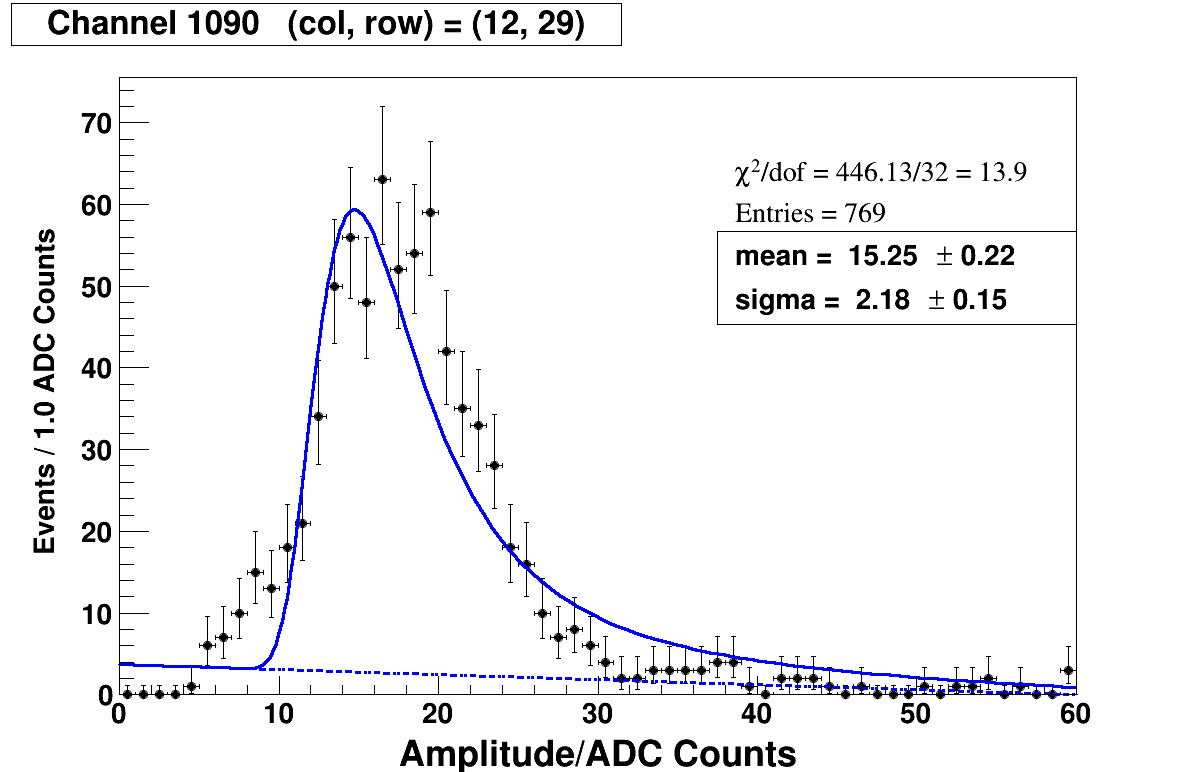 Channel 1090 (col, row) = (12, 29)
70
60
50
40
30
20
10
0
Events / 1.0 ADC Counts
χ²/dof = 446.13/32 = 13.9
Entries = 769
mean = 15.25 ± 0.22
sigma = 2.18 ± 0.15
0 10 20 30 40 50 60
Amplitude/ADC Counts